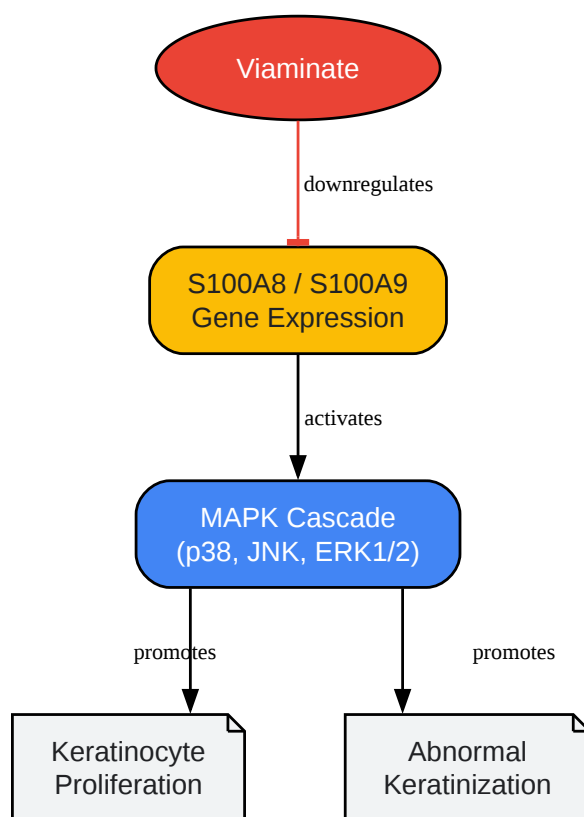 Viaminate
downregulates
S100A8 / S100A9
Gene Expression
activates
MAPK Cascade
(p38, JNK, ERK1/2)
promotes
promotes
Keratinocyte
Proliferation
Abnormal
Keratinization